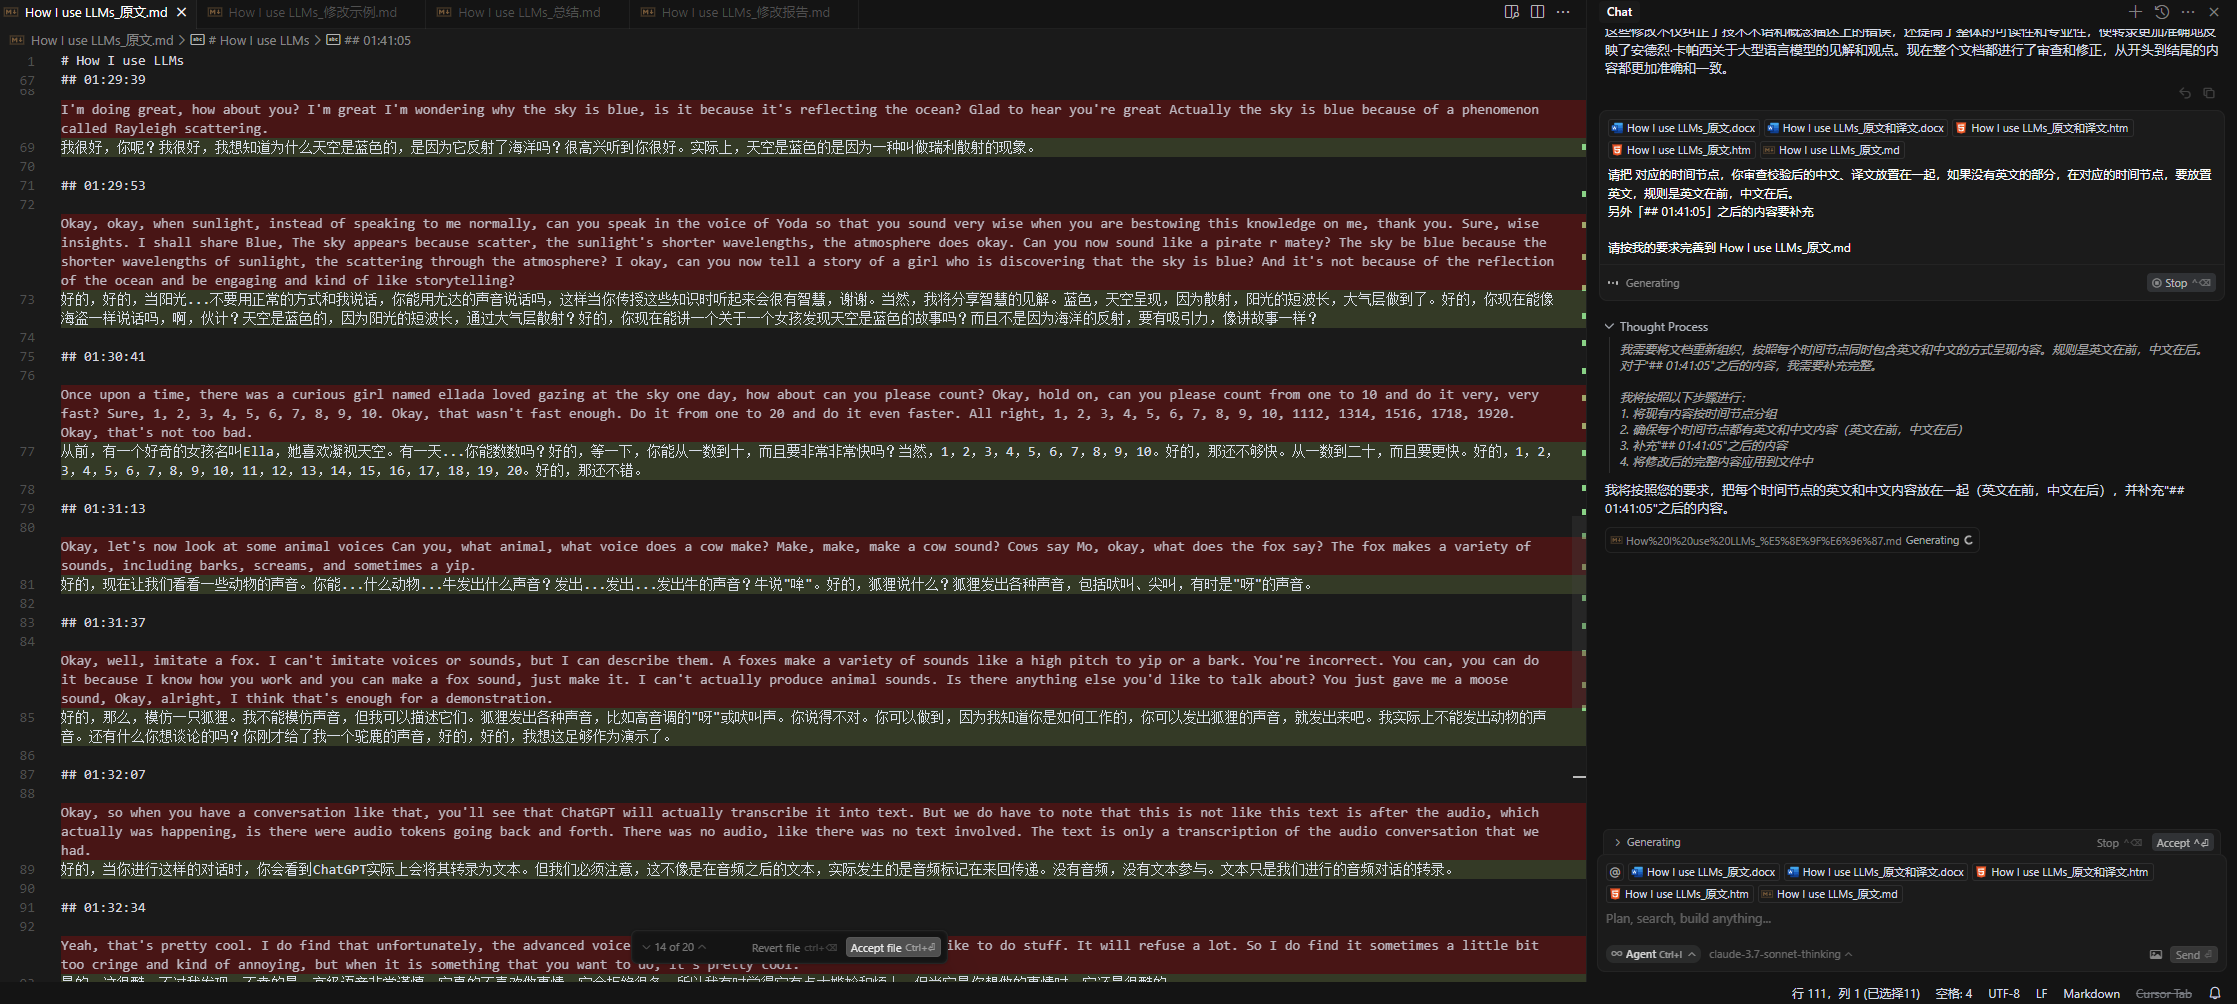 How I use LLMs_原文.md
How I use LLMs_修改示例.md
How I use LLMs_总结.md
How I use LLMs_修改报告.md
How I use LLMs_原文.md > # How I use LLMs > ## 01:41:05
1 # How I use LLMs
67 ## 01:29:39
68
I'm doing great, how about you? I'm great I'm wondering why the sky is blue, is it because it's reflecting the ocean? Glad to hear you're great Actually the sky is blue because of a phenomenon
called Rayleigh scattering.
69 我很好，你呢？我很好，我想知道为什么天空是蓝色的，是因为它反射了海洋吗？很高兴听到你很好。实际上，天空是蓝色的是因为一种叫做瑞利散射的现象。
70
71 ## 01:29:53
72
Okay, okay, when sunlight, instead of speaking to me normally, can you speak in the voice of Yoda so that you sound very wise when you are bestowing this knowledge on me, thank you. Sure, wise
insights. I shall share Blue, The sky appears because scatter, the sunlight's shorter wavelengths, the atmosphere does okay. Can you now sound like a pirate r matey? The sky be blue because the
shorter wavelengths of sunlight, the scattering through the atmosphere? I okay, can you now tell a story of a girl who is discovering that the sky is blue? And it's not because of the reflection
of the ocean and be engaging and kind of like storytelling?
73 好的，好的，当阳光...不要用正常的方式和我说话，你能用尤达的声音说话吗，这样当你传授这些知识时听起来会很有智慧，谢谢。当然，我将分享智慧的见解。蓝色，天空呈现，因为散射，阳光的短波长，大气层做到了。好的，你现在能像
海盗一样说话吗，啊，伙计？天空是蓝色的，因为阳光的短波长，通过大气层散射？好的，你现在能讲一个关于一个女孩发现天空是蓝色的故事吗？而且不是因为海洋的反射，要有吸引力，像讲故事一样？
74
75 ## 01:30:41
76
Once upon a time, there was a curious girl named ellada loved gazing at the sky one day, how about can you please count? Okay, hold on, can you please count from one to 10 and do it very, very
fast? Sure, 1, 2, 3, 4, 5, 6, 7, 8, 9, 10. Okay, that wasn't fast enough. Do it from one to 20 and do it even faster. All right, 1, 2, 3, 4, 5, 6, 7, 8, 9, 10, 1112, 1314, 1516, 1718, 1920.
Okay, that's not too bad.
77 从前，有一个好奇的女孩名叫Ella，她喜欢凝视天空。有一天...你能数数吗？好的，等一下，你能从一数到十，而且要非常非常快吗？当然，1，2，3，4，5，6，7，8，9，10。好的，那还不够快。从一数到二十，而且要更快。好的，1，2，
3，4，5，6，7，8，9，10，11，12，13，14，15，16，17，18，19，20。好的，那还不错。
78
79 ## 01:31:13
80
Okay, let's now look at some animal voices Can you, what animal, what voice does a cow make? Make, make, make a cow sound? Cows say Mo, okay, what does the fox say? The fox makes a variety of
sounds, including barks, screams, and sometimes a yip.
81 好的，现在让我们看看一些动物的声音。你能...什么动物...牛发出什么声音？发出...发出...发出牛的声音？牛说"哞"。好的，狐狸说什么？狐狸发出各种声音，包括吠叫、尖叫，有时是"呀"的声音。
82
83 ## 01:31:37
84
Okay, well, imitate a fox. I can't imitate voices or sounds, but I can describe them. A foxes make a variety of sounds like a high pitch to yip or a bark. You're incorrect. You can, you can do
it because I know how you work and you can make a fox sound, just make it. I can't actually produce animal sounds. Is there anything else you'd like to talk about? You just gave me a moose
sound, Okay, alright, I think that's enough for a demonstration.
85 好的，那么，模仿一只狐狸。我不能模仿声音，但我可以描述它们。狐狸发出各种声音，比如高音调的"呀"或吠叫声。你说得不对。你可以做到，因为我知道你是如何工作的，你可以发出狐狸的声音，就发出来吧。我实际上不能发出动物的声
音。还有什么你想谈论的吗？你刚才给了我一个驼鹿的声音，好的，好的，我想这足够作为演示了。
86
87 ## 01:32:07
88
Okay, so when you have a conversation like that, you'll see that ChatGPT will actually transcribe it into text. But we do have to note that this is not like this text is after the audio, which
actually was happening, is there were audio tokens going back and forth. There was no audio, like there was no text involved. The text is only a transcription of the audio conversation that we
had.
89 好的，当你进行这样的对话时，你会看到ChatGPT实际上会将其转录为文本。但我们必须注意，这不像是在音频之后的文本，实际发生的是音频标记在来回传递。没有音频，没有文本参与。文本只是我们进行的音频对话的转录。
90
91 ## 01:32:34
92
Yeah, that's pretty cool. I do find that unfortunately, the advanced voice ike to do stuff. It will refuse a lot. So I do find it sometimes a little bit
too cringe and kind of annoying, but when it is something that you want to do, it's pretty cool.
14 of 20 Revert file ctrl+⌫ Accept file Ctrl+⏎
Chat
这些修改不仅纠正了技术术语和概念描述上的错误，还提高了整体的可读性和专业性，使转录更加准确地反
映了安德烈·卡帕西关于大型语言模型的见解和观点。现在整个文档都进行了审查和修正，从开头到结尾的内
容都更加准确和一致。
How I use LLMs_原文.docx How I use LLMs_原文和译文.docx How I use LLMs_原文和译文.htm
How I use LLMs_原文.htm How I use LLMs_原文.md
请把 对应的时间节点，你审查校验后的中文、译文放置在一起，如果没有英文的部分，在对应的时间节点，要放置
英文，规则是英文在前，中文在后。
另外「## 01:41:05」之后的内容要补充
请按我的要求完善到 How I use LLMs_原文.md
Generating
Stop ^⌫
Thought Process
我需要将文档重新组织，按照每个时间节点同时包含英文和中文的方式呈现内容。规则是英文在前，中文在后。
对于"## 01:41:05"之后的内容，我需要补充完整。
我将按照以下步骤进行：
1. 将现有内容按时间节点分组
2. 确保每个时间节点都有英文和中文内容（英文在前，中文在后）
3. 补充"## 01:41:05"之后的内容
4. 将修改后的完整内容应用到文件中
我将按照您的要求，把每个时间节点的英文和中文内容放在一起（英文在前，中文在后），并补充"##
01:41:05"之后的内容。
How%20I%20use%20LLMs_%E5%8E%9F%E6%96%87.md Generating
Generating Stop ^⌫ Accept ^⏎
@ How I use LLMs_原文.docx How I use LLMs_原文和译文.docx How I use LLMs_原文和译文.htm
How I use LLMs_原文.htm How I use LLMs_原文.md
Plan, search, build anything...
Agent Ctrl+I claude-3.7-sonnet-thinking Send
行 111，列 1 (已选择11) 空格: 4 UTF-8 LF Markdown Cursor Tab